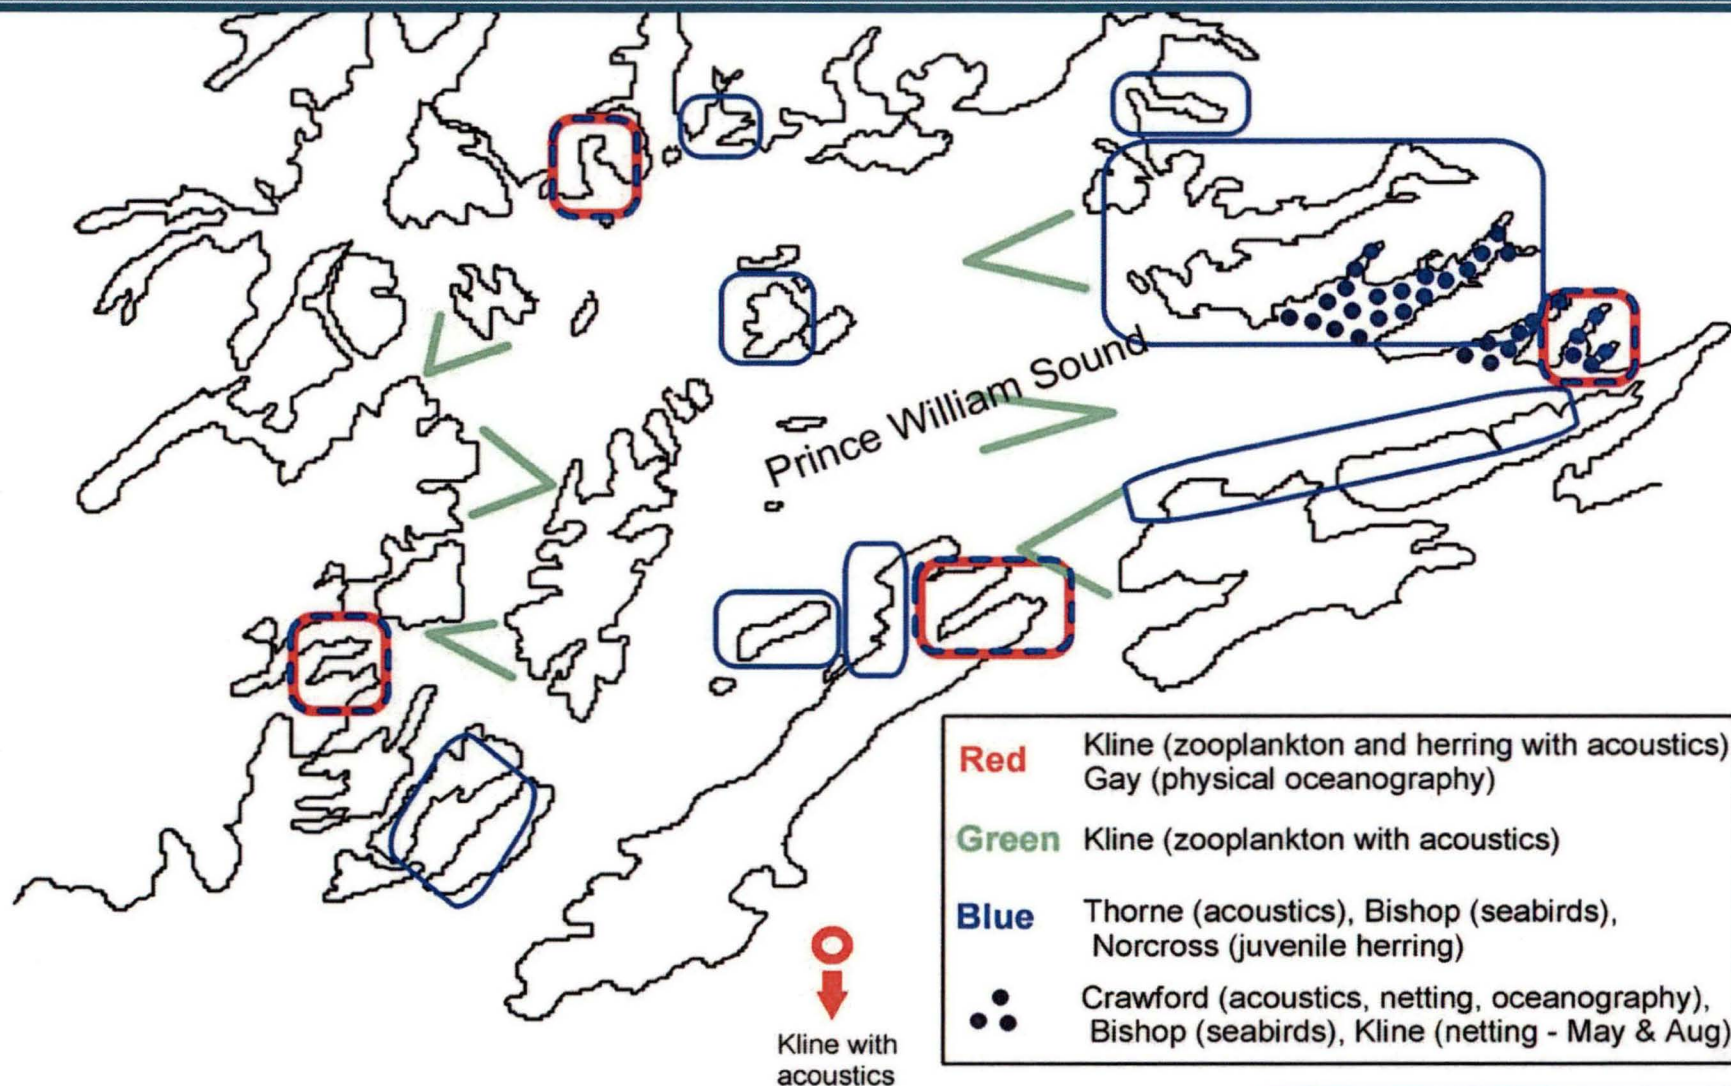 Prince William Sound
Red Kline (zooplankton and herring with acoustics)
Gay (physical oceanography)
Green Kline (zooplankton with acoustics)
Blue Thorne (acoustics), Bishop (seabirds),
Norcross (juvenile herring)
Crawford (acoustics, netting, oceanography),
Bishop (seabirds), Kline (netting - May & Aug)
Kline with
acoustics